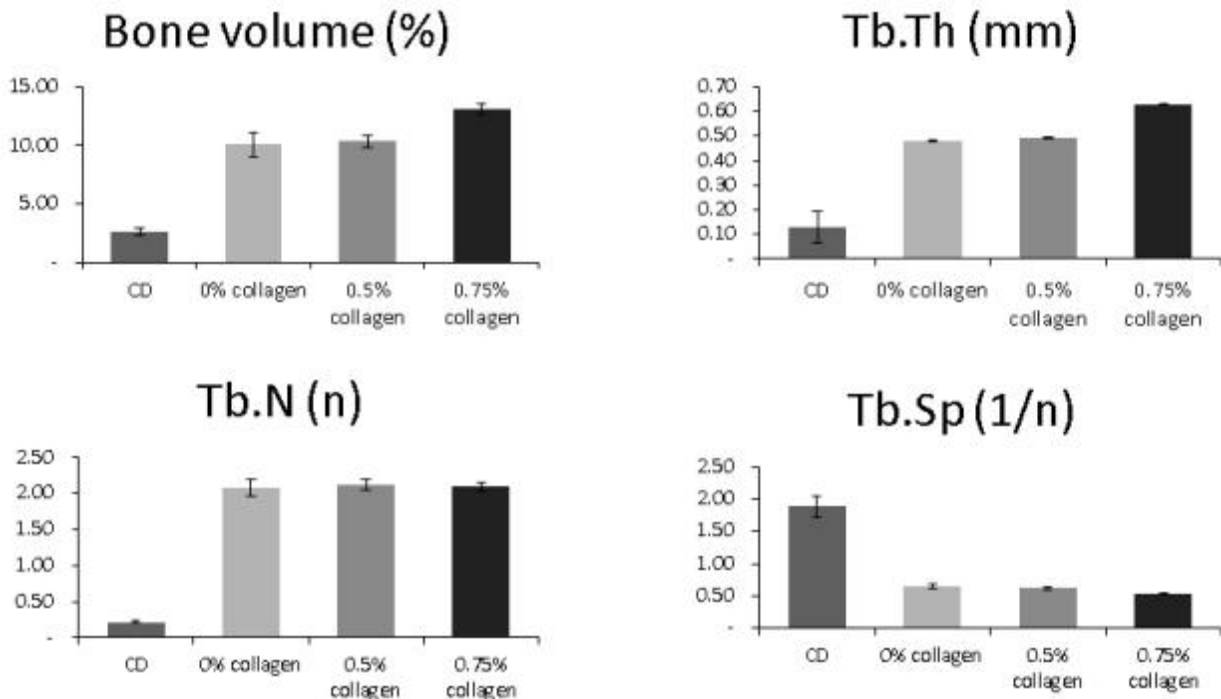 Bone volume (%)
15.00
10.00
5.00
-
CD
0% collagen
0.5%
collagen
0.75%
collagen
Tb.Th (mm)
0.70
0.60
0.50
0.40
0.30
0.20
0.10
-
CD
0% collagen
0.5%
collagen
0.75%
collagen
Tb.N (n)
2.50
2.00
1.50
1.00
0.50
-
CD
0% collagen
0.5%
collagen
0.75%
collagen
Tb.Sp (1/n)
2.50
2.00
1.50
1.00
0.50
-
CD
0% collagen
0.5%
collagen
0.75%
collagen